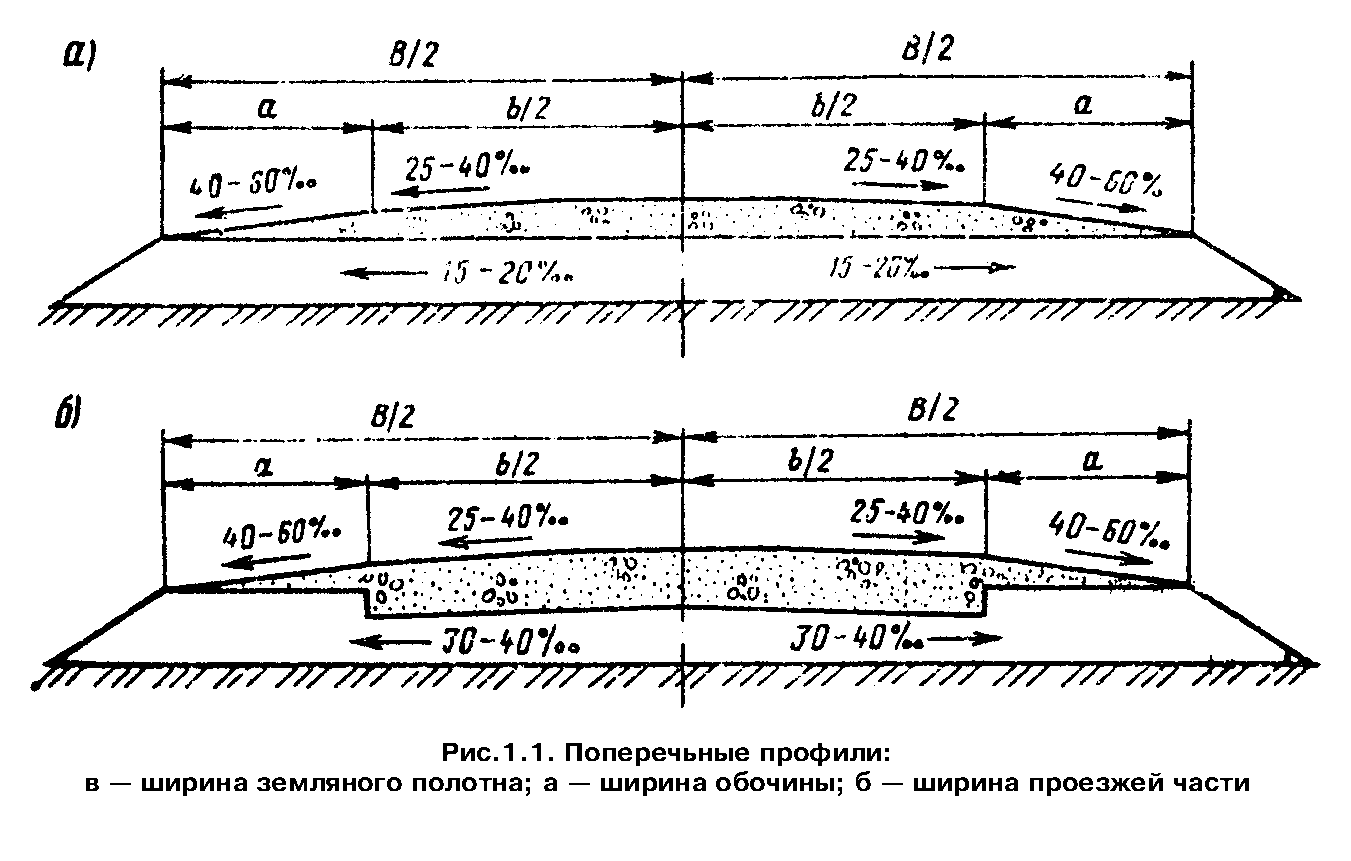 а)
B/2 B/2
a b/2 b/2 a
40-60‰ 25-40‰ 25-40‰ 40-60%
15-20‰ 15-20‰
б)
B/2 B/2
a b/2 b/2 a
40-60‰ 25-40‰ 25-40‰ 40-60‰
30-40‰ 30-40‰
Рис.1.1. Поперечьные профили:
в — ширина земляного полотна; а — ширина обочины; б — ширина проезжей части